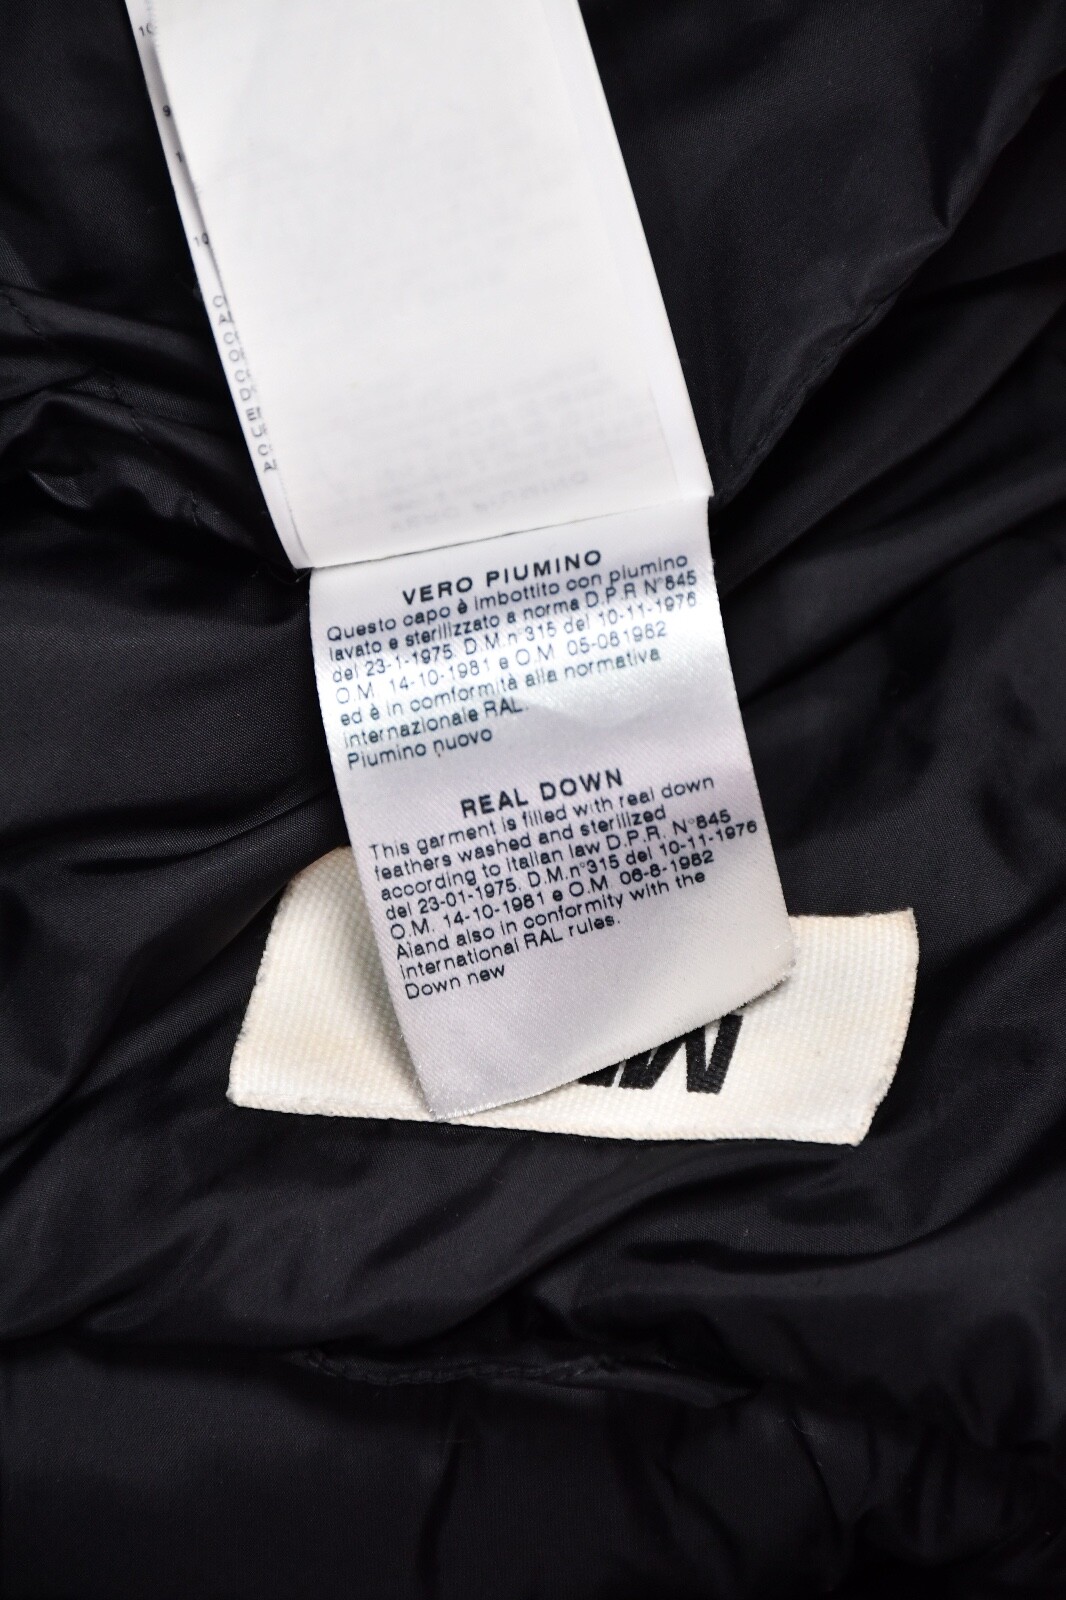 VERO PIUMINO
Questo capo è imbottito con piumino
lavato e sterilizzato a norma D.P.R N°845
del 23-1-1975. D.M.n°315 del 10-11-1976
O.M. 14-10-1981 e O.M. 05-081982
ed è in comformità alla normativa
internazionale RAL.
Piumino nuovo
REAL DOWN
This garment is filled with real down
feathers washed and sterilized
according to italian law D.P.R. N°845
del 23-01-1975. D.M.n°315 del 10-11-1976
O.M. 14-10-1981 e O.M. 06-8-1982
Aiand also in conformity with the
international RAL rules.
Down new